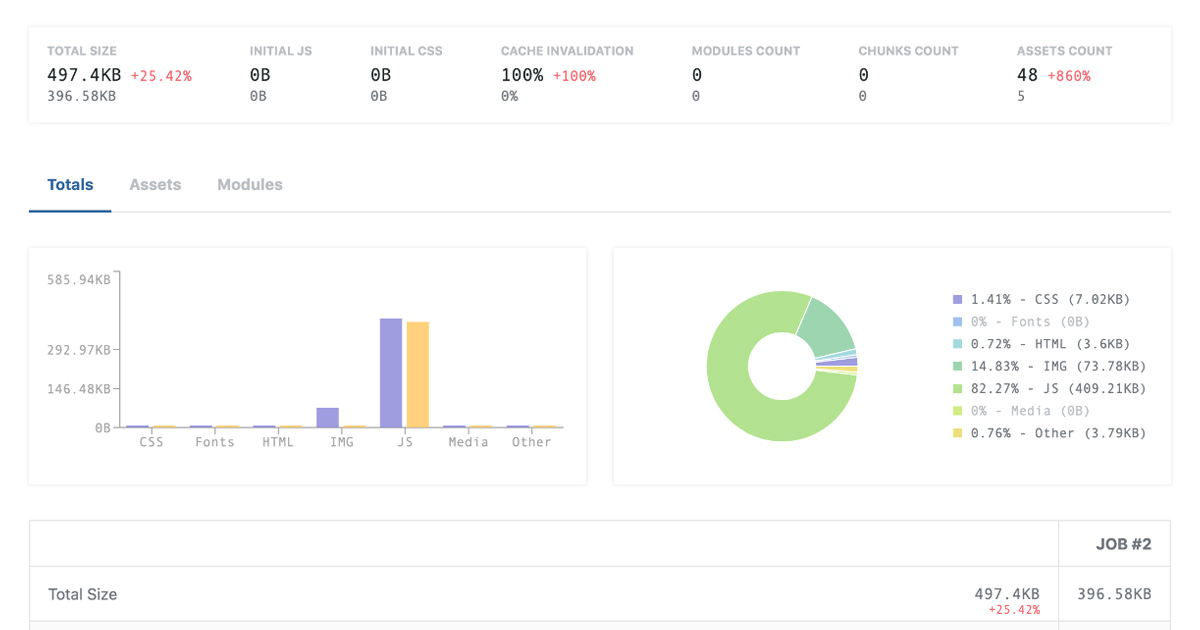 TOTAL SIZE INITIAL JS INITIAL CSS CACHE INVALIDATION MODULES COUNT CHUNKS COUNT ASSETS COUNT
497.4KB +25.42% 0B 0B 100% +100% 0 0 48 +860%
396.58KB 0B 0B 0% 0 0 5
Totals Assets Modules
585.94KB
292.97KB
146.48KB
0B
CSS Fonts HTML IMG JS Media Other
1.41% - CSS (7.02KB)
0% - Fonts (0B)
0.72% - HTML (3.6KB)
14.83% - IMG (73.78KB)
82.27% - JS (409.21KB)
0% - Media (0B)
0.76% - Other (3.79KB)
JOB #2
Total Size 497.4KB 396.58KB
+25.42%